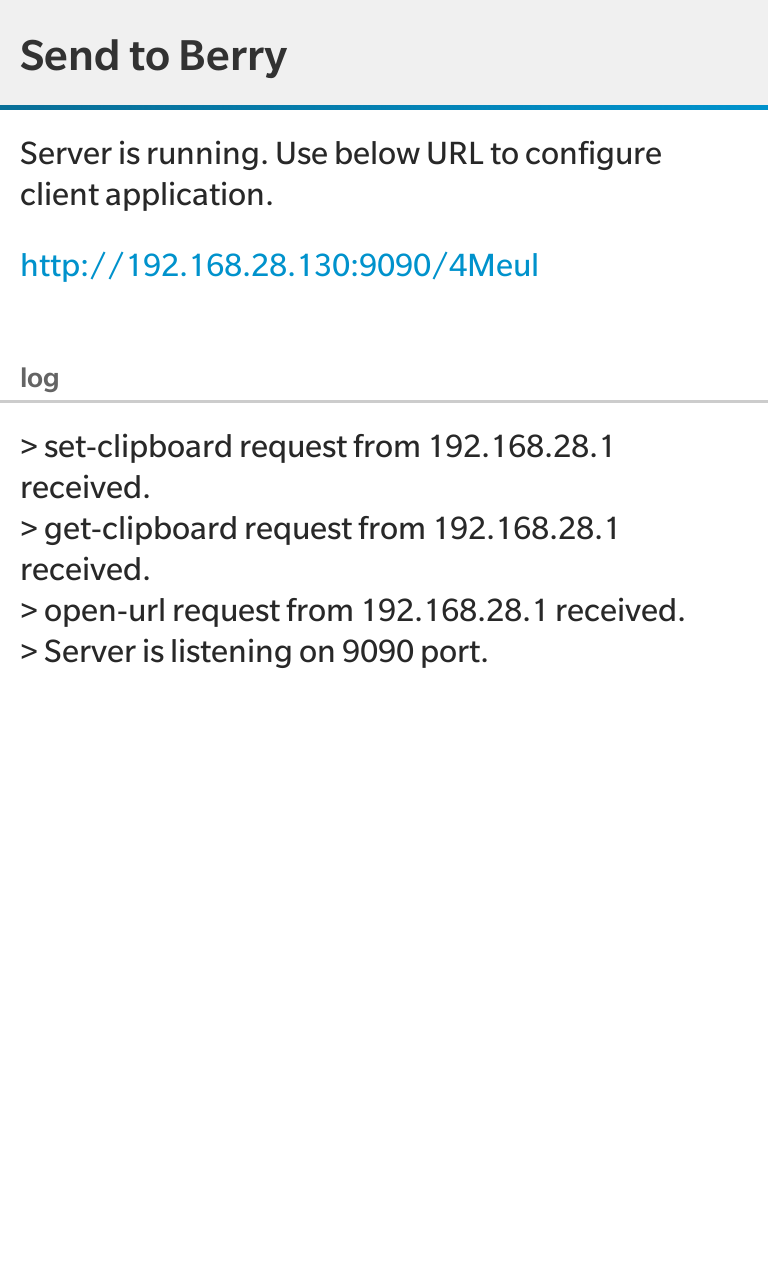 Send to Berry
Server is running. Use below URL to configure
client application.
http://192.168.28.130:9090/4Meul
log
> set-clipboard request from 192.168.28.1
received.
> get-clipboard request from 192.168.28.1
received.
> open-url request from 192.168.28.1 received.
> Server is listening on 9090 port.